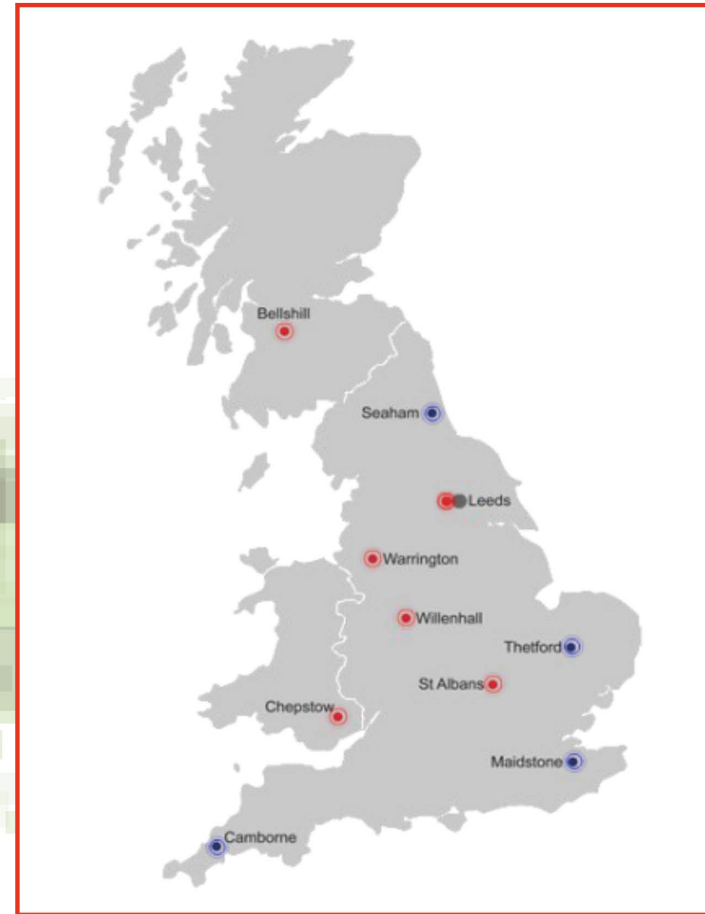 Bellshill
Seaham
Leeds
Warrington
Willenhall
Thetford
St Albans
Chepstow
Maidstone
Camborne